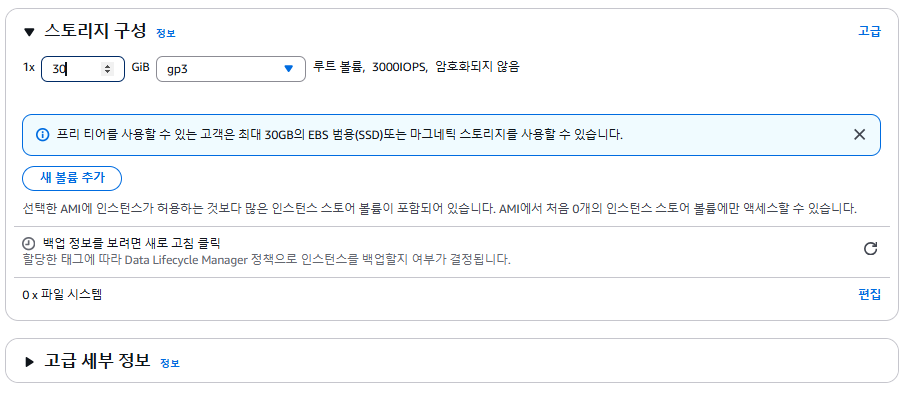 스토리지 구성 정보 고급
1x 30 GiB gp3 루트 볼륨, 3000IOPS, 암호화되지 않음
프리 티어를 사용할 수 있는 고객은 최대 30GB의 EBS 범용(SSD)또는 마그네틱 스토리지를 사용할 수 있습니다.
새 볼륨 추가
선택한 AMI에 인스턴스가 허용하는 것보다 많은 인스턴스 스토어 볼륨이 포함되어 있습니다. AMI에서 처음 0개의 인스턴스 스토어 볼륨에만 액세스할 수 있습니다.
백업 정보를 보려면 새로 고침 클릭
할당한 태그에 따라 Data Lifecycle Manager 정책으로 인스턴스를 백업할지 여부가 결정됩니다.
0 x 파일 시스템 편집
고급 세부 정보 정보